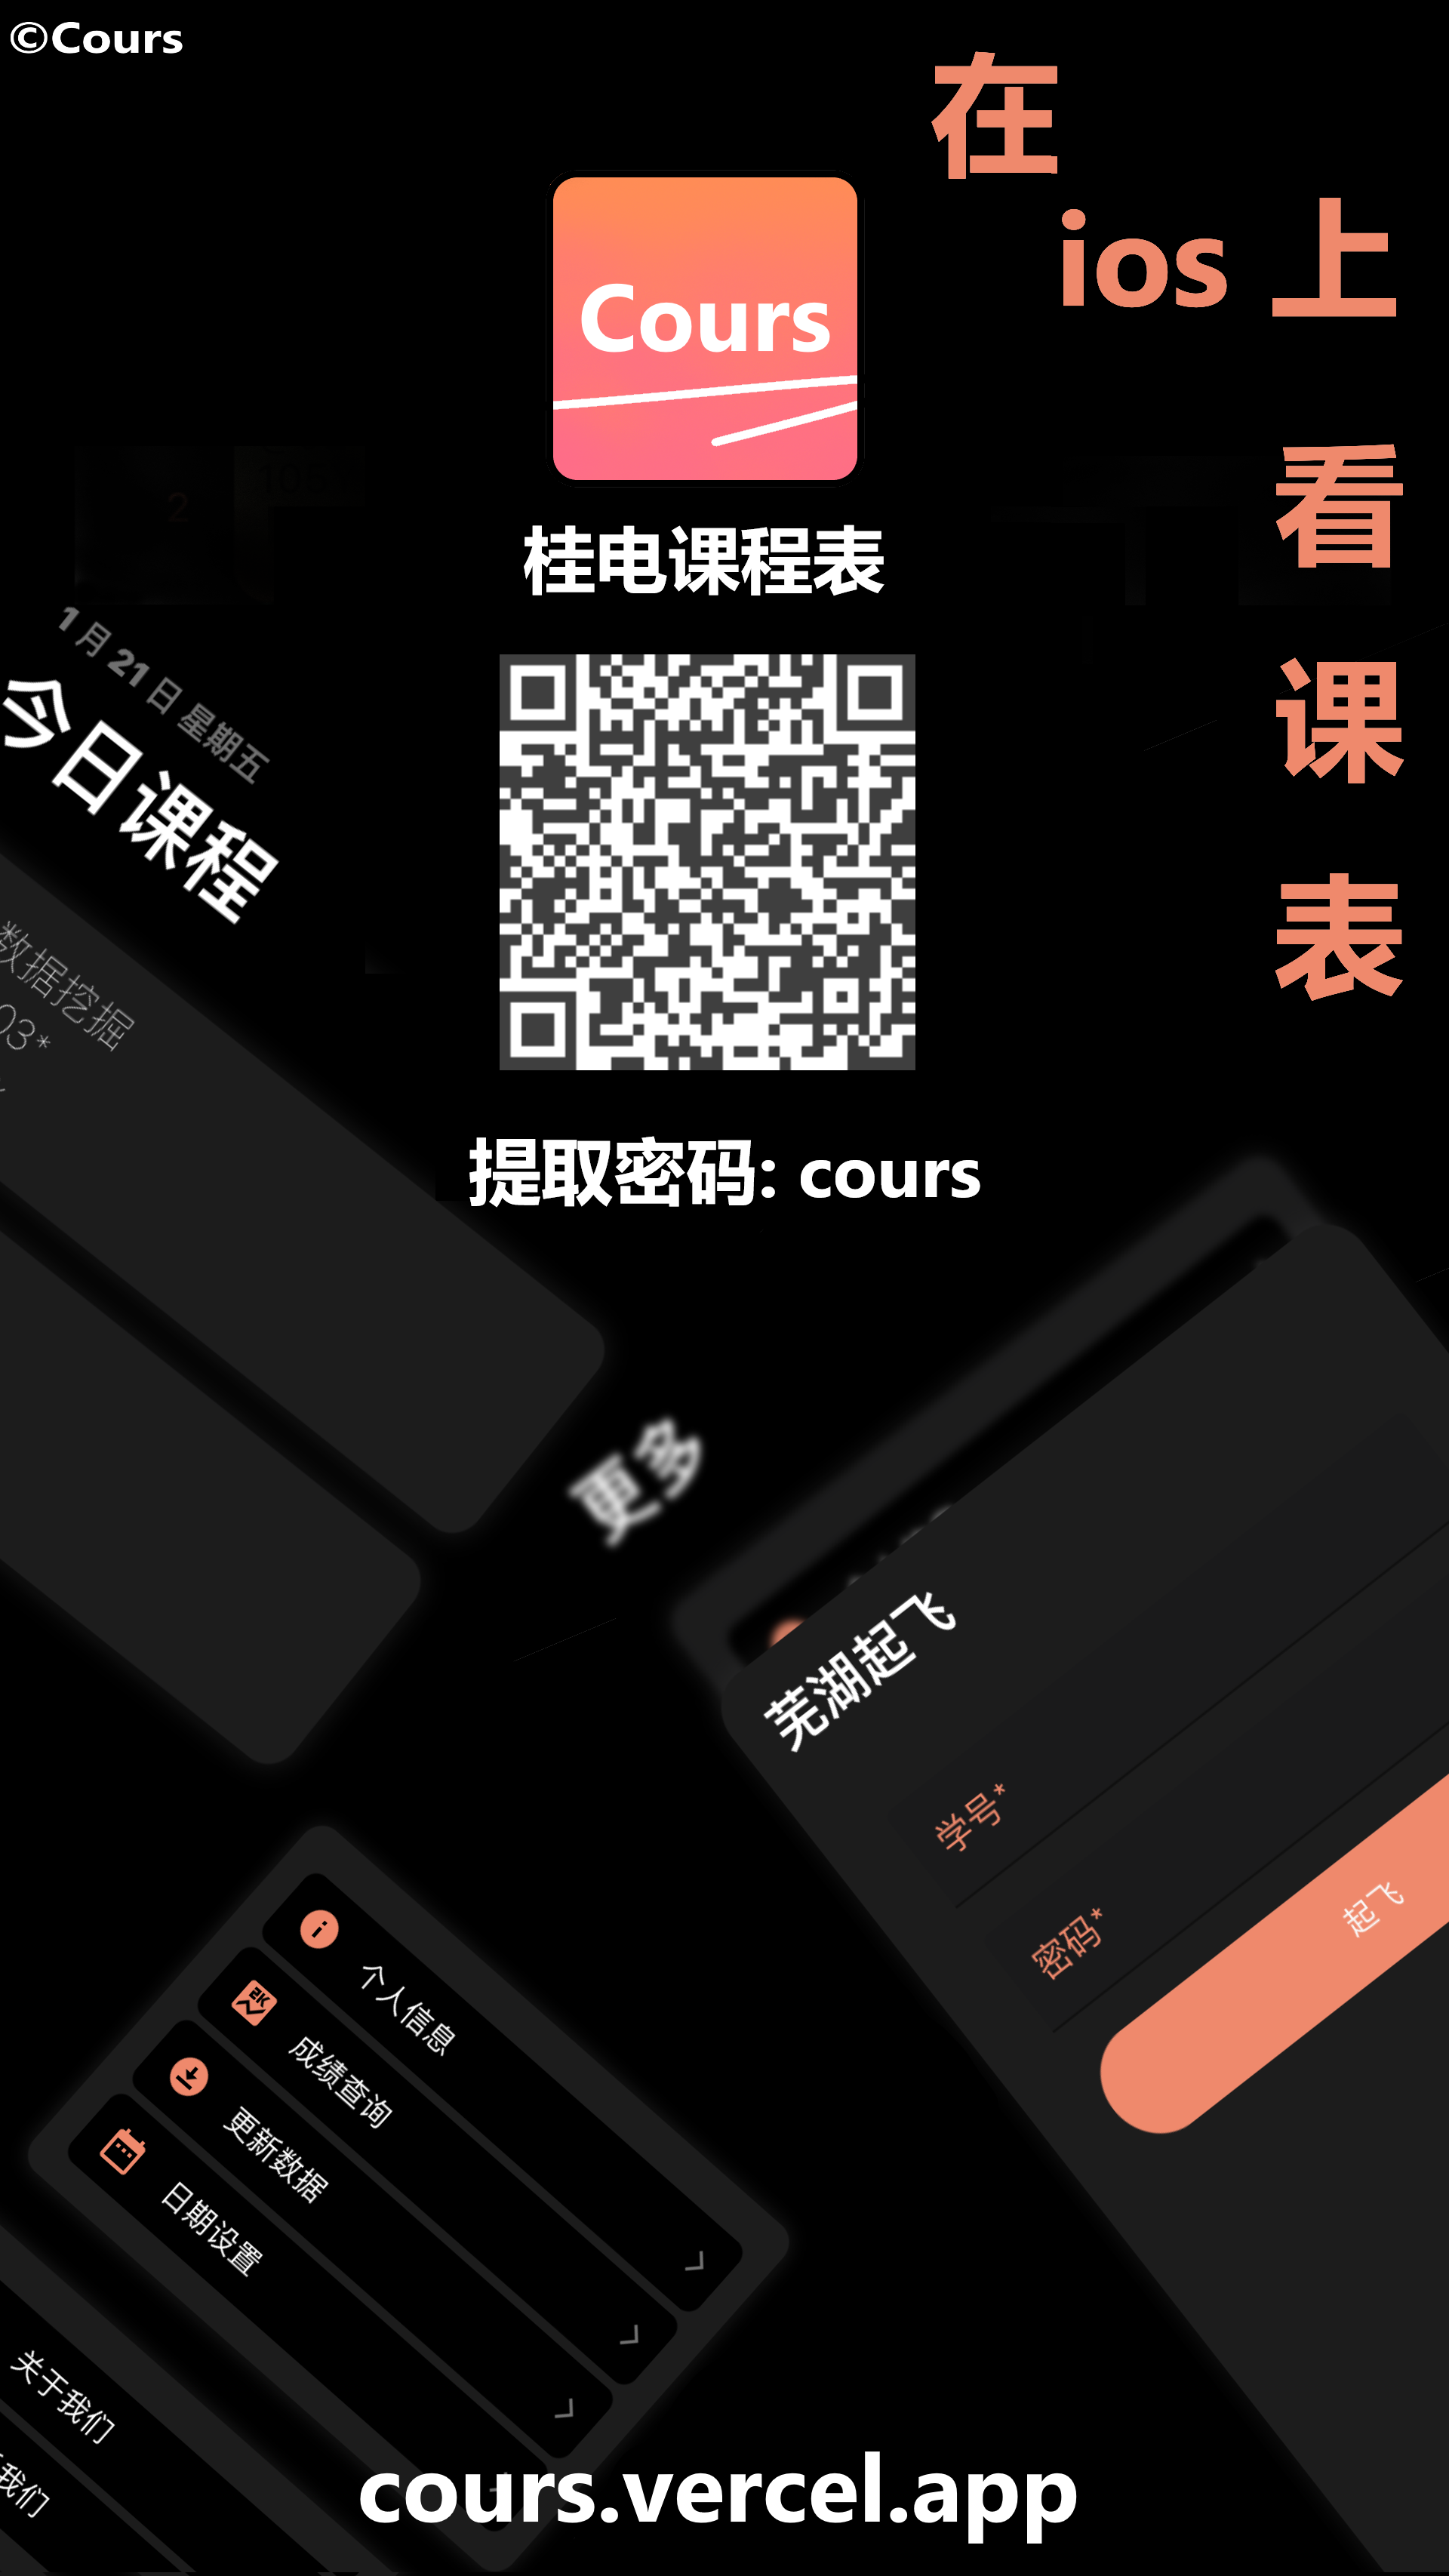 ©Cours
在
ios 上
看
课
表
Cours
桂电课程表
1月21日 星期五
今日课程
数据挖掘
03*
提取密码: cours
更多
芜湖起飞
学号*
密码*
起飞
个人信息
成绩查询
更新数据
日期设置
关于我们
我们
cours.vercel.app